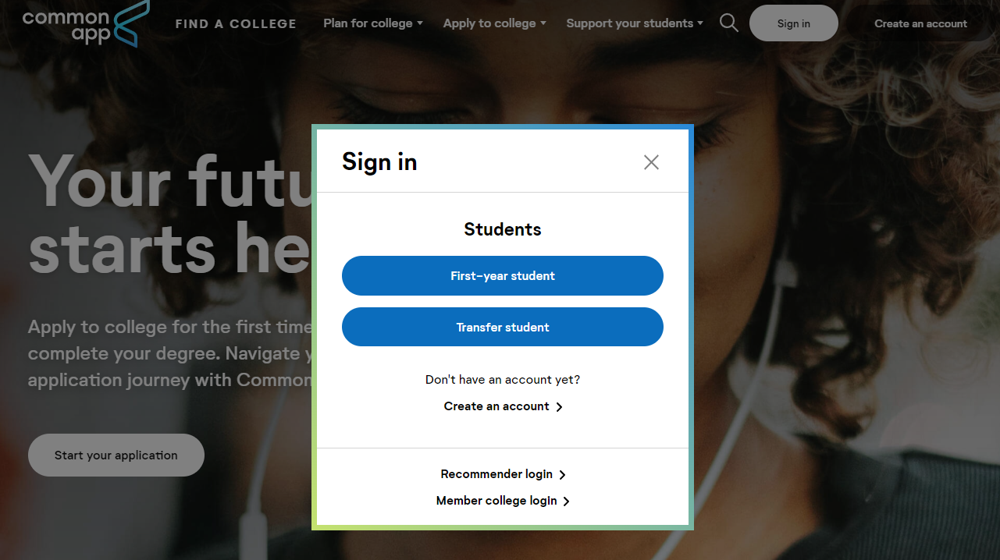 common
app
FIND A COLLEGE
Plan for college
Apply to college
Support your students
Sign in
Create an account
Your futu
starts he
Apply to college for the first time
complete your degree. Navigate y
application journey with Common
Start your application
Sign in
Students
First-year student
Transfer student
Don't have an account yet?
Create an account
Recommender login
Member college login